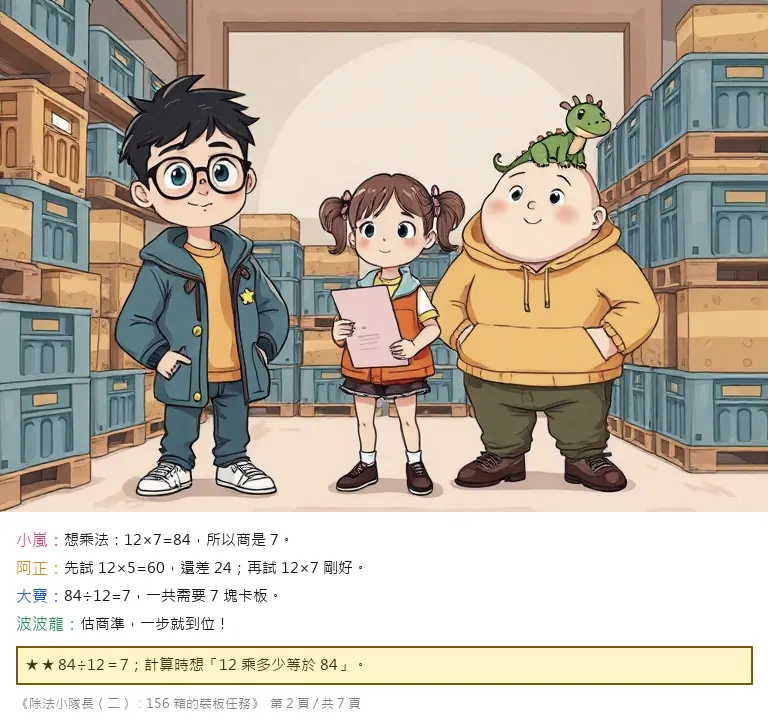 小嵐：想乘法：12×7=84，所以商是 7。
阿正：先試 12×5=60，還差 24；再試 12×7 剛好。
大寶：84÷12=7，一共需要 7 塊卡板。
波波龍：估商準，一步就到位！
★★84÷12＝7；計算時想「12 乘多少等於 84」。
《除法小隊長（二）：156 箱的裝板任務》 第 2 頁 / 共 7 頁